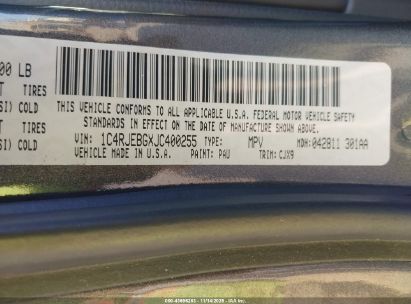 00 LB
T TIRES
SI) COLD
T TIRES
SI) COLD
THIS VEHICLE CONFORMS TO ALL APPLICABLE U.S.A. FEDERAL MOTOR VEHICLE SAFETY
STANDARDS IN EFFECT ON THE DATE OF MANUFACTURE SHOWN ABOVE.
VIN: 1C4RJEBGXJC400255 TYPE: MPV MDH: 042811 301AA
VEHICLE MADE IN U.S.A. PAINT: PAU TRIM: CJX9